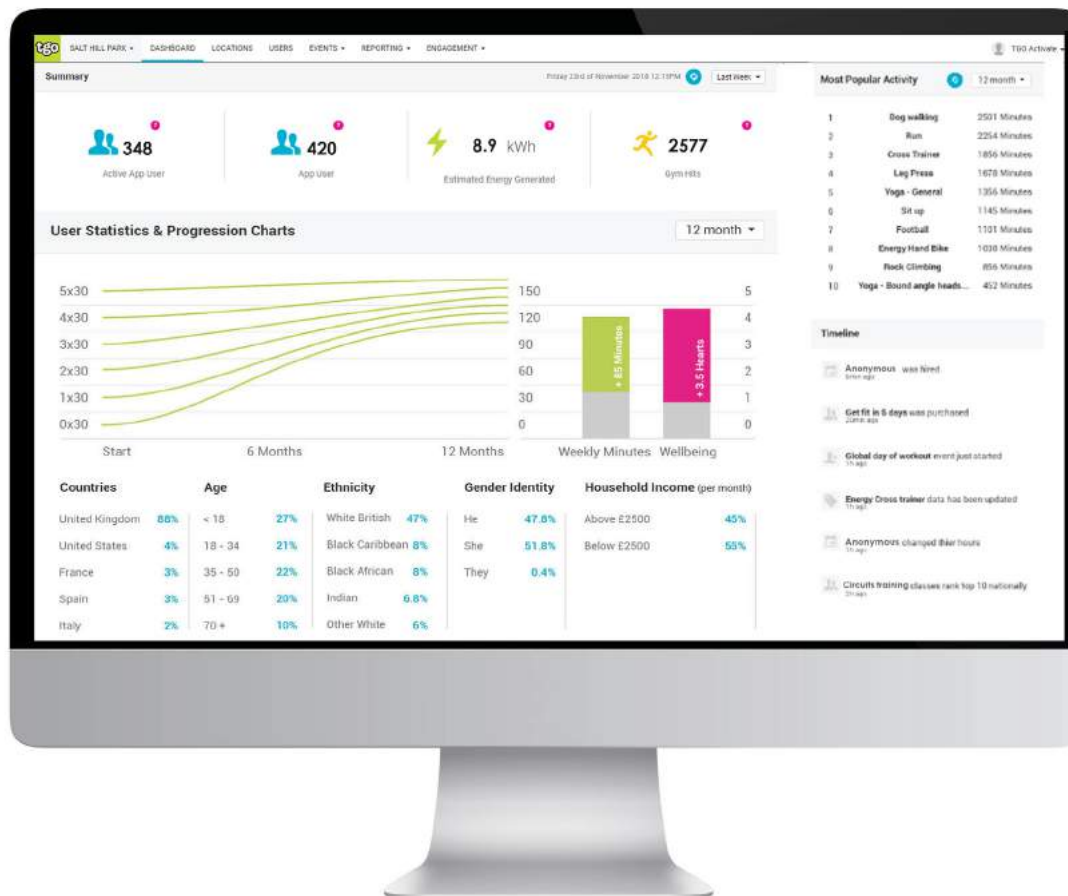 tgo SALT HILL PARK DASHBOARD LOCATIONS USERS EVENTS REPORTING ENGAGEMENT TGO Activate
Summary Friday 23rd of November 2018 12:15PM Last Week
348
Active App User
420
App User
8.9 kWh
Estimated Energy Generated
2577
Gym Hits
User Statistics & Progression Charts 12 month
5x30
4x30
3x30
2x30
1x30
0x30
Start 6 Months 12 Months
150
120
90
60
30
0
+ 85 Minutes
+ 3.5 Hearts
5
4
3
2
1
0
Weekly Minutes Wellbeing
Countries
United Kingdom 88%
United States 4%
France 3%
Spain 3%
Italy 2%
Age
< 18 27%
18 - 34 21%
35 - 50 22%
51 - 69 20%
70 + 10%
Ethnicity
White British 47%
Black Caribbean 8%
Black African 8%
Indian 6.8%
Other White 6%
Gender Identity
He 47.8%
She 51.8%
They 0.4%
Household Income (per month)
Above £2500 45%
Below £2500 55%
Most Popular Activity 12 month
1 Dog walking 2501 Minutes
2 Run 2254 Minutes
3 Cross Trainer 1856 Minutes
4 Leg Press 1678 Minutes
5 Yoga - General 1356 Minutes
6 Sit up 1145 Minutes
7 Football 1101 Minutes
8 Energy Hand Bike 1030 Minutes
9 Rock Climbing 856 Minutes
10 Yoga - Bound angle heads... 452 Minutes
Timeline
Anonymous was hired
ago
Get fit in 5 days was purchased
20min ago
Global day of workout event just started
1h ago
Energy Cross trainer data has been updated
1h ago
Anonymous changed thier hours
1h ago
Circuits training classes rank top 10 nationally
ago